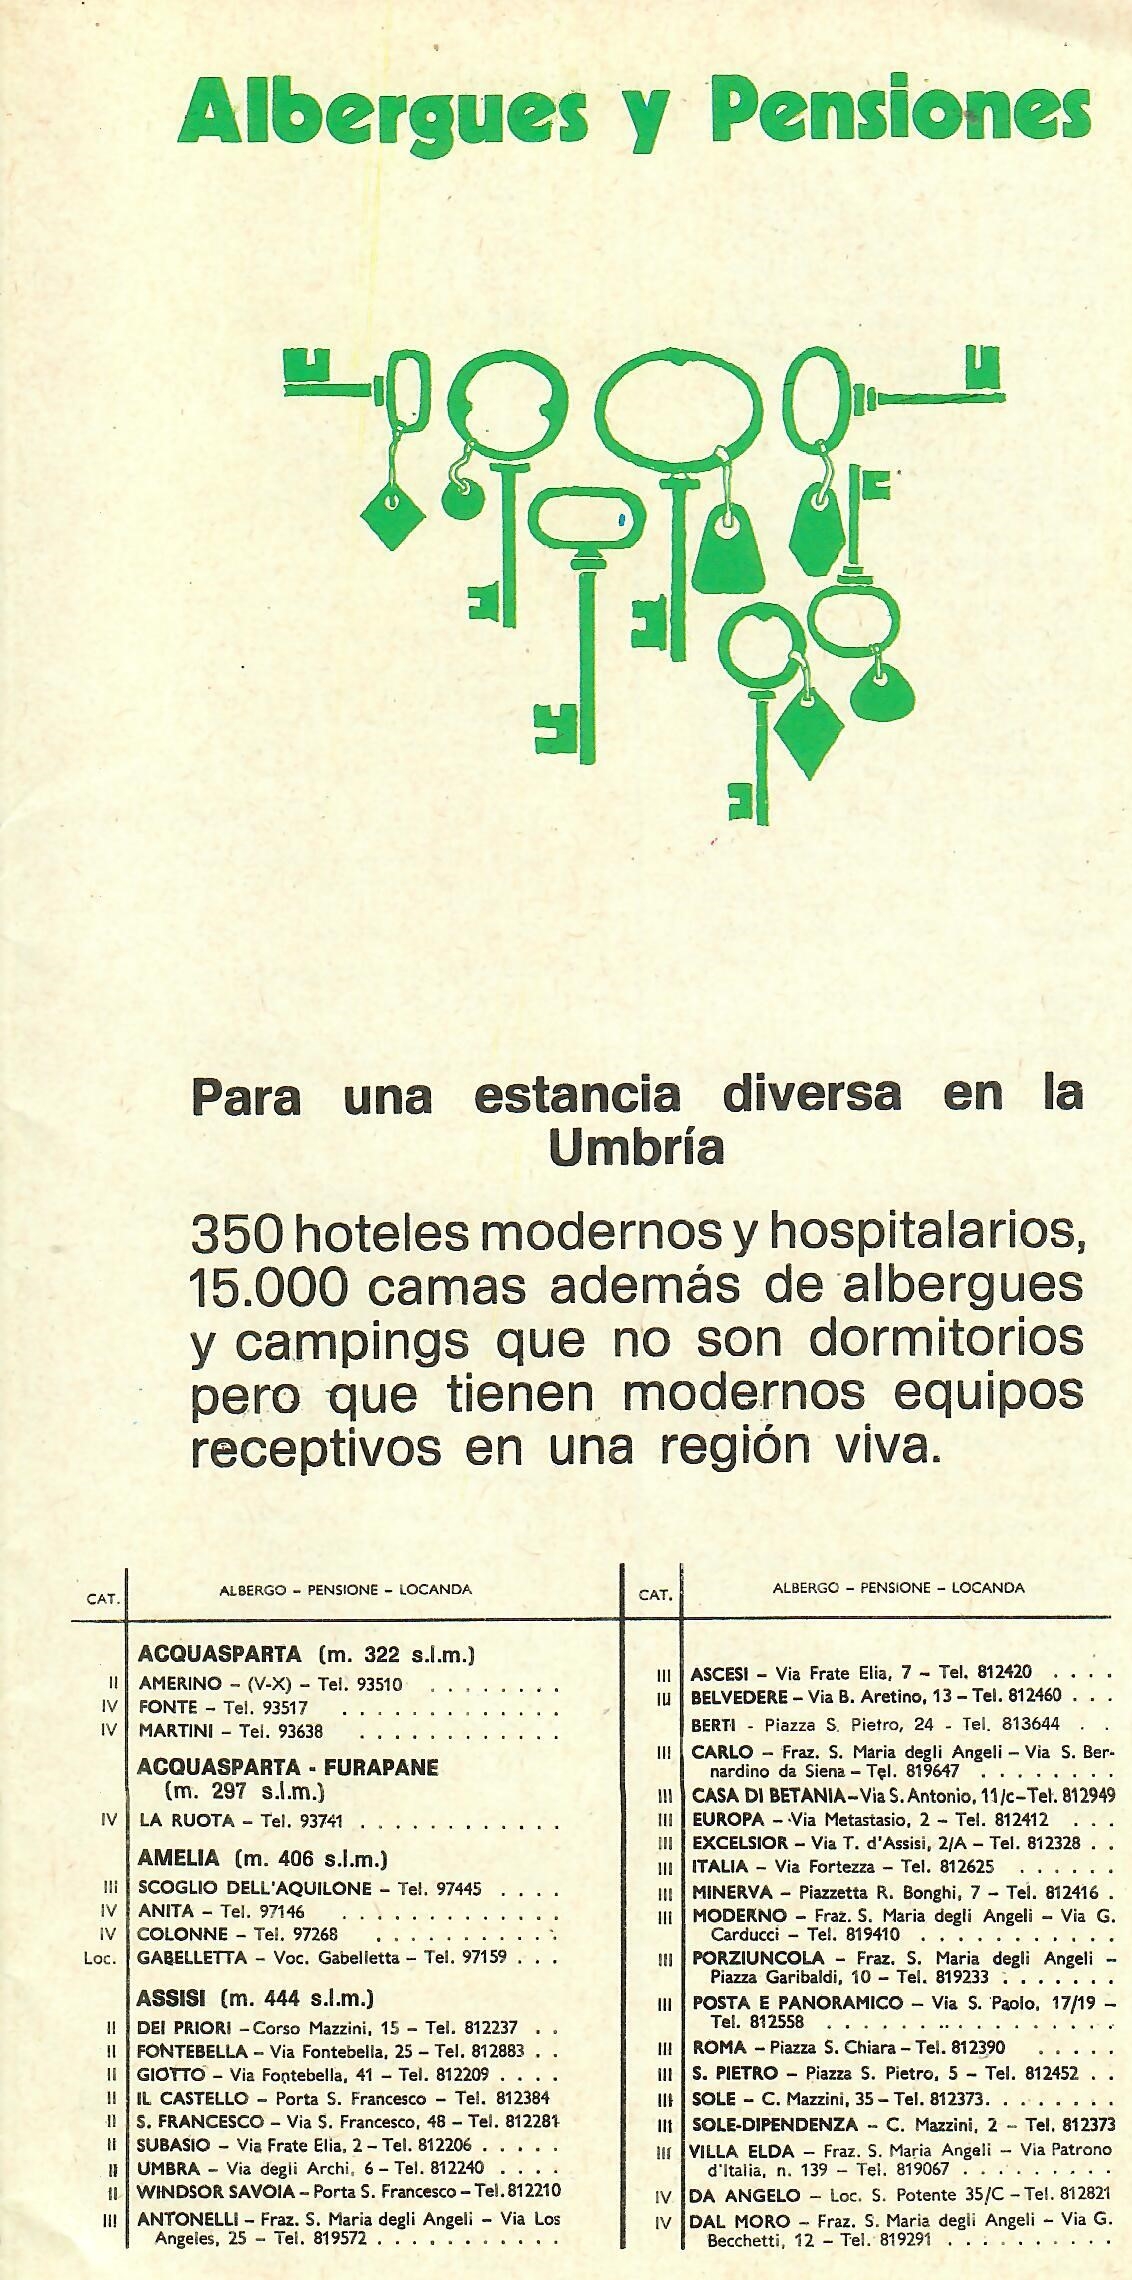 Albergues y Pensiones
Para una estancia diversa en la
Umbría
350 hoteles modernos y hospitalarios,
15.000 camas además de albergues
y campings que no son dormitorios
pero que tienen modernos equipos
receptivos en una región viva.
CAT. ALBERGO – PENSIONE – LOCANDA
ACQUASPARTA (m. 322 s.l.m.)
II AMERINO – (V-X) – Tel. 93510 . . . . . . . .
IV FONTE – Tel. 93517 . . . . . . . . . . . . .
IV MARTINI – Tel. 93638 . . . . . . . . . . . .
ACQUASPARTA - FURAPANE
(m. 297 s.l.m.)
IV LA RUOTA – Tel. 93741 . . . . . . . . . . . .
AMELIA (m. 406 s.l.m.)
III SCOGLIO DELL'AQUILONE – Tel. 97445 . . . .
IV ANITA – Tel. 97146 . . . . . . . . . . . . .
IV COLONNE – Tel. 97268 . . . . . . . . . . .
Loc. GABELLETTA – Voc. Gabelletta – Tel. 97159 . . .
ASSISI (m. 444 s.l.m.)
II DEI PRIORI –Corso Mazzini, 15 – Tel. 812237 . .
II FONTEBELLA – Via Fontebella, 25 – Tel. 812883 . .
II GIOTTO – Via Fontebella, 41 – Tel. 812209 . . . .
II IL CASTELLO – Porta S. Francesco – Tel. 812384
II S. FRANCESCO – Via S. Francesco, 48 – Tel. 812281
II SUBASIO – Via Frate Elia, 2 – Tel. 812206 . . . . .
II UMBRA – Via degli Archi, 6 – Tel. 812240 . . . .
II WINDSOR SAVOIA – Porta S. Francesco – Tel. 812210
III ANTONELLI – Fraz. S. Maria degli Angeli – Via Los
Angeles, 25 – Tel. 819572 . . . . . . . . . . .
CAT. ALBERGO – PENSIONE – LOCANDA
III ASCESI – Via Frate Elia, 7 – Tel. 812420 . . . .
III BELVEDERE – Via B. Aretino, 13 – Tel. 812460 . . .
BERTI - Piazza S. Pietro, 24 - Tel. 813644 . .
III CARLO – Fraz. S. Maria degli Angeli – Via S. Ber-
nardino da Siena – Tel. 819647 . . . . . . . .
III CASA DI BETANIA–Via S. Antonio, 11/c–Tel. 812949
III EUROPA – Via Metastasio, 2 – Tel. 812412 . . .
III EXCELSIOR – Via T. d'Assisi, 2/A – Tel. 812328 . .
III ITALIA – Via Fortezza – Tel. 812625 . . . . . .
III MINERVA – Piazzetta R. Bonghi, 7 – Tel. 812416 .
III MODERNO – Fraz. S. Maria degli Angeli – Via G.
Carducci – Tel. 819410 . . . . . . . . . . .
III PORZIUNCOLA – Fraz. S. Maria degli Angeli –
Piazza Garibaldi, 10 – Tel. 819233 . . . . . . .
III POSTA E PANORAMICO – Via S. Paolo, 17/19 –
Tel. 812558 . . . . . . . . . . . . . . . . .
III ROMA – Piazza S. Chiara – Tel. 812390 . . . . .
III S. PIETRO – Piazza S. Pietro, 5 – Tel. 812452 . .
III SOLE – C. Mazzini, 35 – Tel. 812373. . . . . . . .
III SOLE-DIPENDENZA – C. Mazzini, 2 – Tel. 812373
III VILLA ELDA – Fraz. S. Maria Angeli – Via Patrono
d'Italia, n. 139 – Tel. 819067 . . . . . . . . .
IV DA ANGELO – Loc. S. Potente 35/C – Tel. 812821
IV DAL MORO – Fraz. S. Maria degli Angeli – Via G.
Becchetti, 12 – Tel. 819291 . . . . . . . . . .